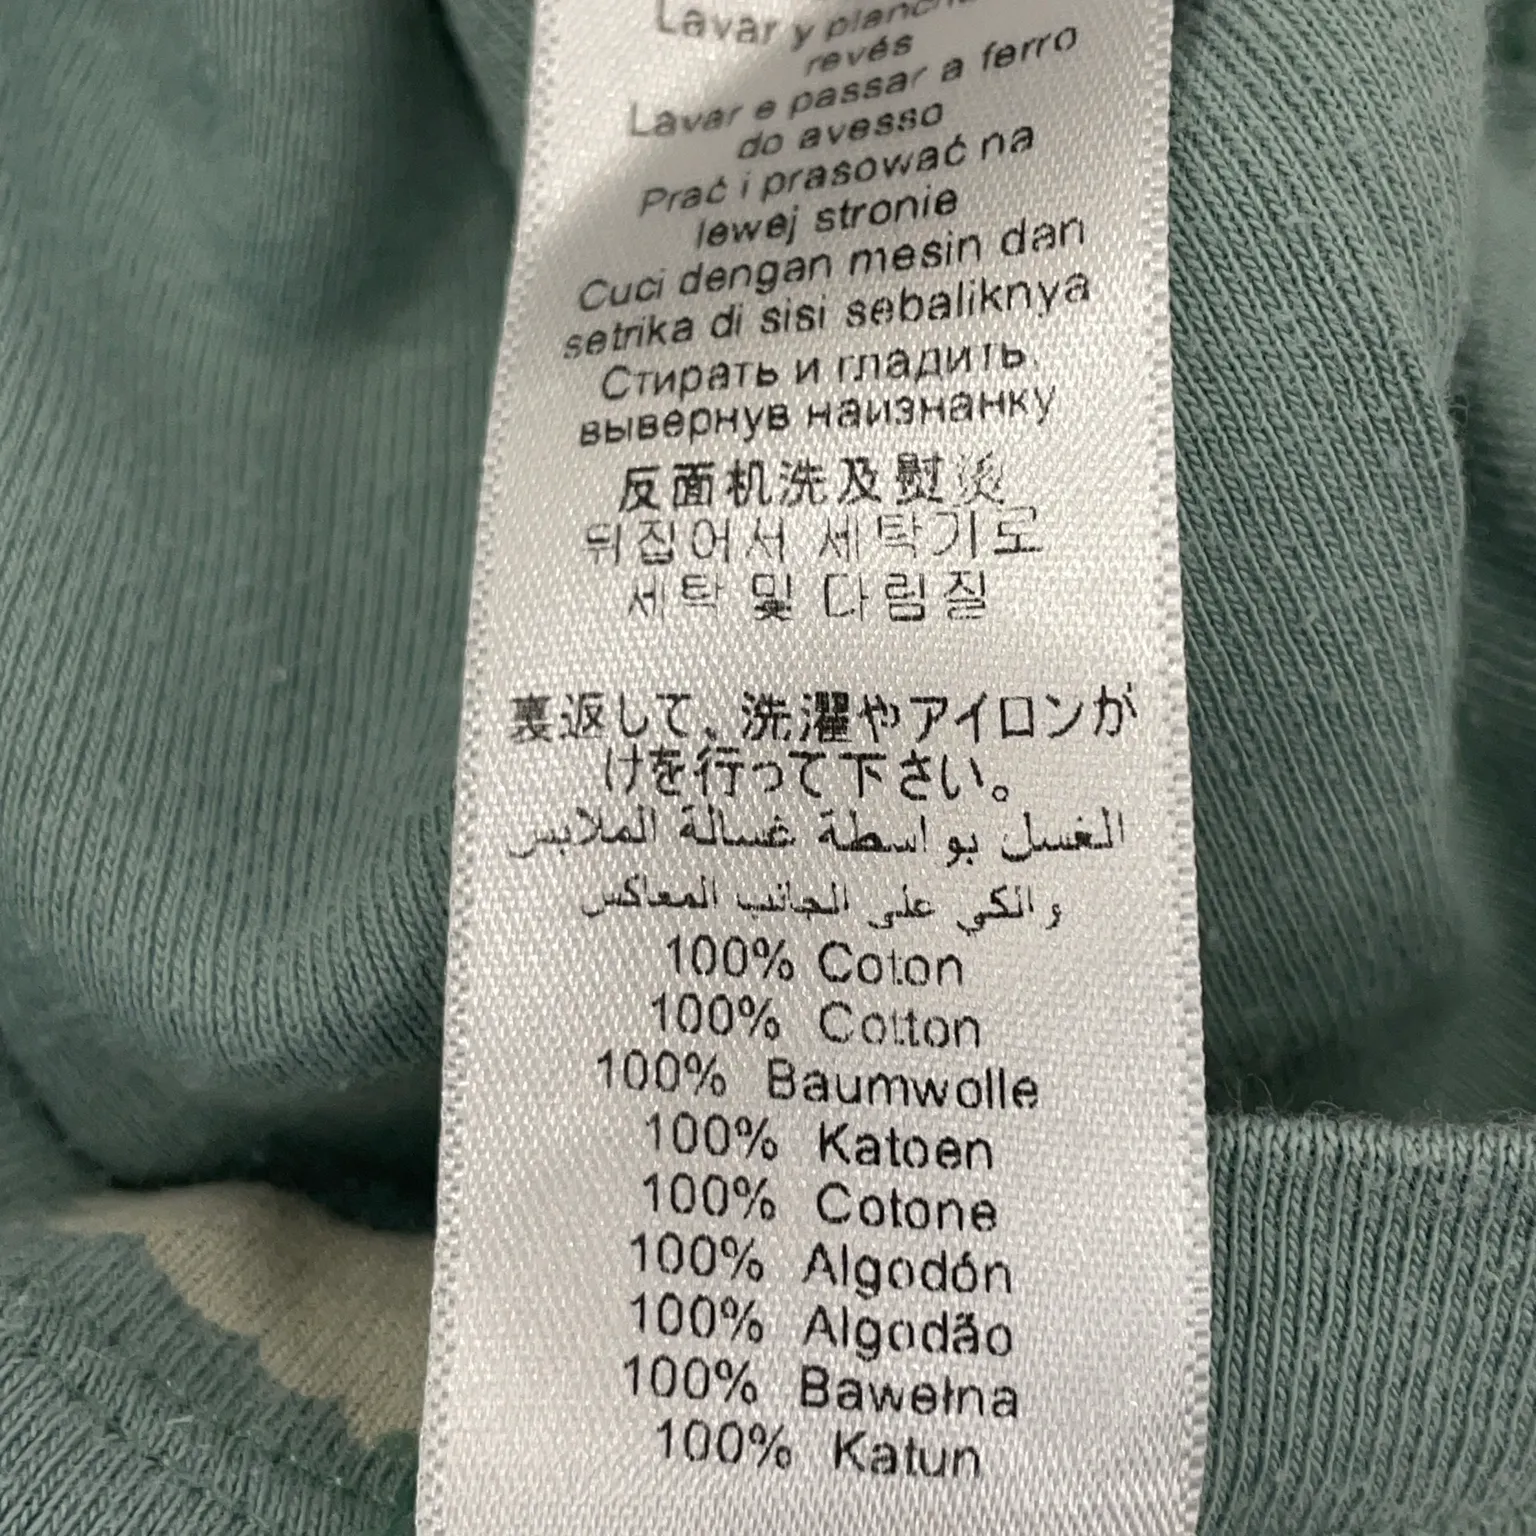 Lavar y
revés
Lavar e passar a ferro
do avesso
Prać i prasować na
lewej stronie
Cuci dengan mesin dan
setrika di sisi sebaliknya
Стирать и гладить,
вывернув наизнанку
反面机洗及熨烫
뒤집어서 세탁기로
세탁 및 다림질
裏返して、洗濯やアイロンが
けを行って下さい。
الغسل بواسطة غسالة الملابس
والكي على الجانب المعاكس
100% Coton
100% Cotton
100% Baumwolle
100% Katoen
100% Cotone
100% Algodón
100% Algodão
100% Bawełna
100% Katun